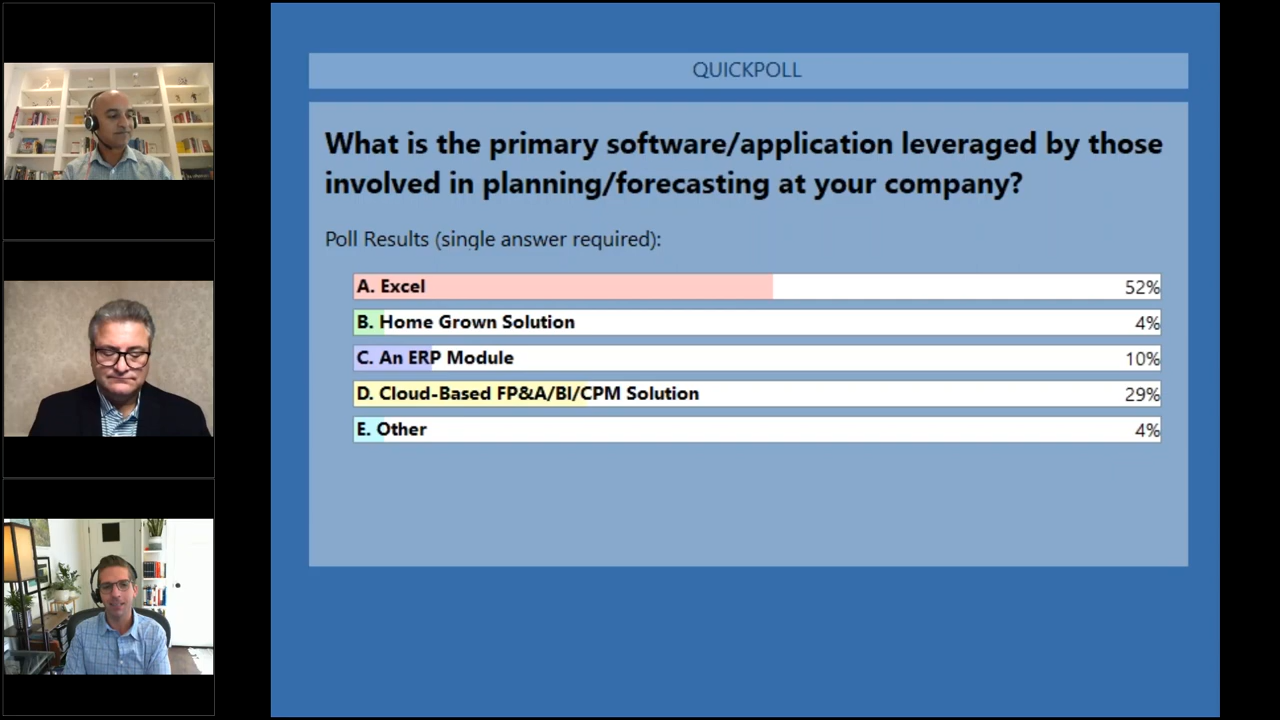 QUICKPOLL
What is the primary software/application leveraged by those
involved in planning/forecasting at your company?
Poll Results (single answer required):
A. Excel 52%
B. Home Grown Solution 4%
C. An ERP Module 10%
D. Cloud-Based FP&A/BI/CPM Solution 29%
E. Other 4%